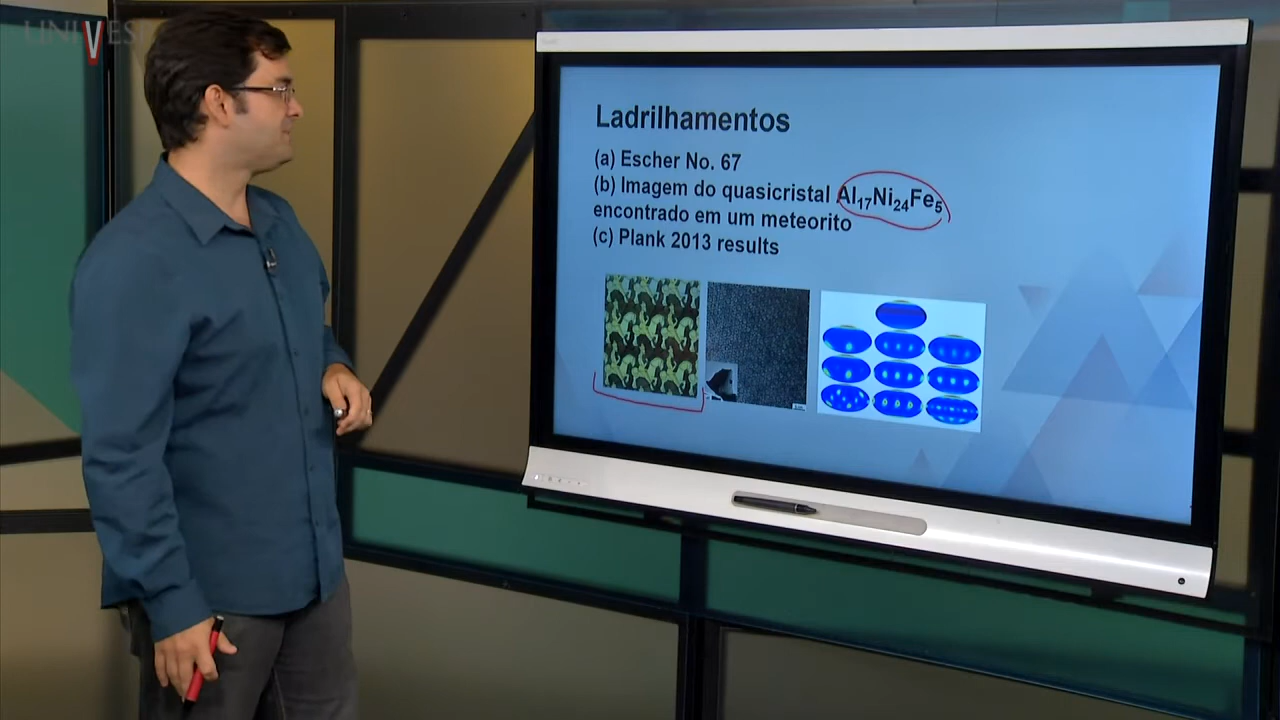 UNIVESP
Ladrilhamentos
(a) Escher No. 67
(b) Imagem do quasicristal Al₁₇Ni₂₄Fe₅
encontrado em um meteorito
(c) Plank 2013 results